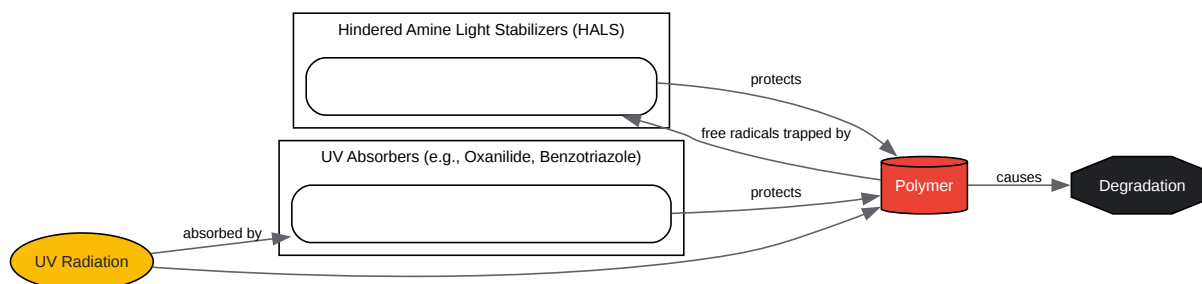 Hindered Amine Light Stabilizers (HALS)
protects
free radicals trapped by
UV Absorbers (e.g., Oxanilide, Benzotriazole)
protects
Polymer
causes
Degradation
absorbed by
UV Radiation